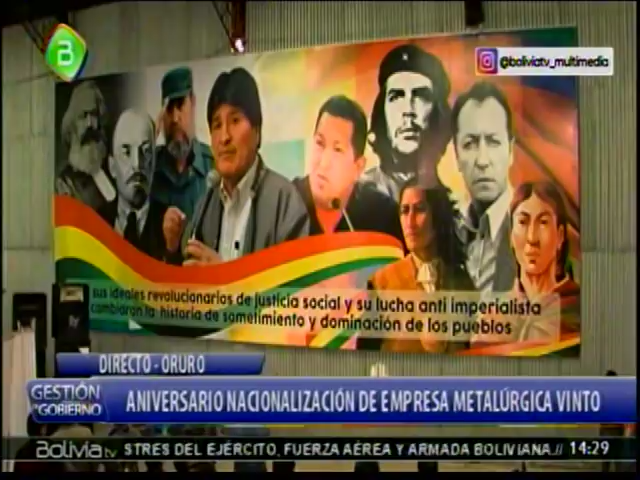 B
@boliviatv_multimedia
sus ideales revolucionarios de justicia social y su lucha anti imperialista
cambiaron la historia de sometimiento y dominación de los pueblos
DIRECTO - ORURO
GESTIÓN
DE GOBIERNO
ANIVERSARIO NACIONALIZACIÓN DE EMPRESA METALÚRGICA VINTO
Bolivia tv STRES DEL EJÉRCITO, FUERZA AÉREA Y ARMADA BOLIVIANA.// 14:29